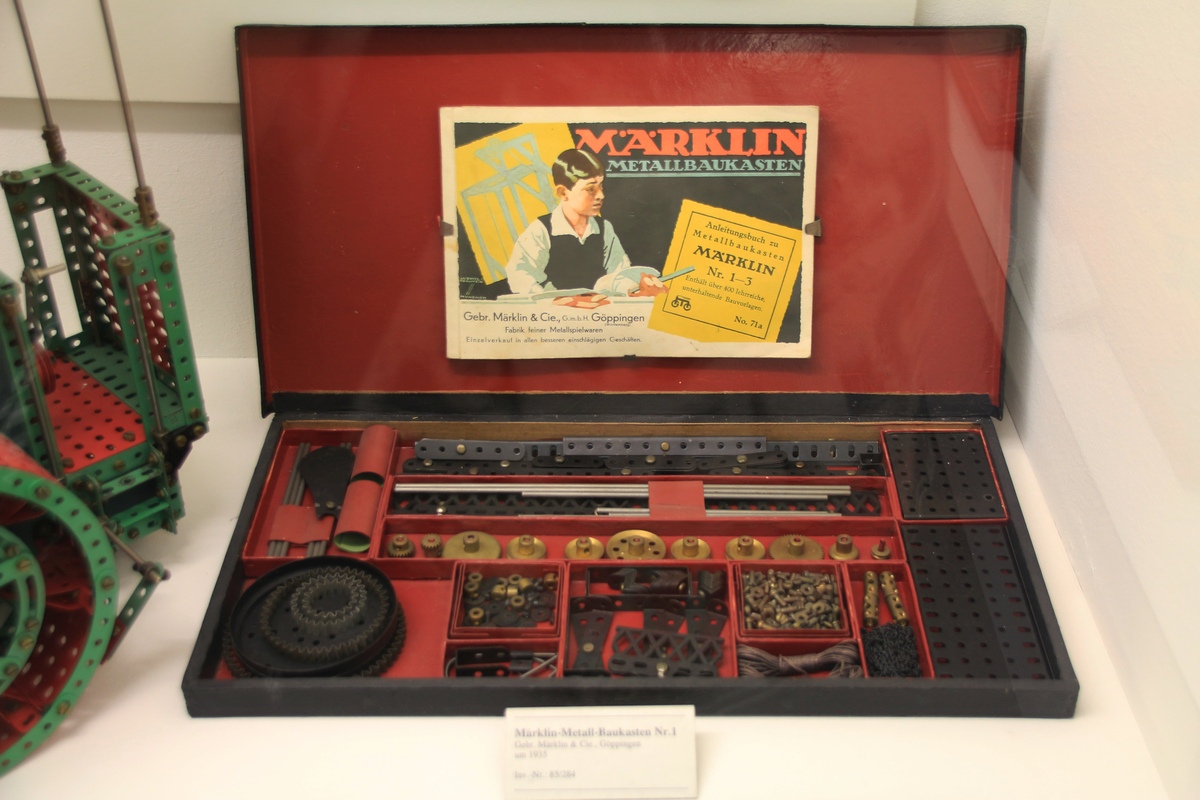 MÄRKLIN
METALLBAUKASTEN
Anleitungsbuch zu
Metallbaukasten
MÄRKLIN
Nr. 1–3
Enthält über 400 lehrreiche,
unterhaltende Bauvorlagen.
No. 71a
Gebr. Märklin & Cie., G.m.b.H. Göppingen
Fabrik feiner Metallspielwaren
Einzelverkauf in allen besseren einschlägigen Geschäften.
Märklin-Metall-Baukasten Nr.1
Gebr. Märklin & Cie., Göppingen
um 1935
Inv.-Nr. 85/284